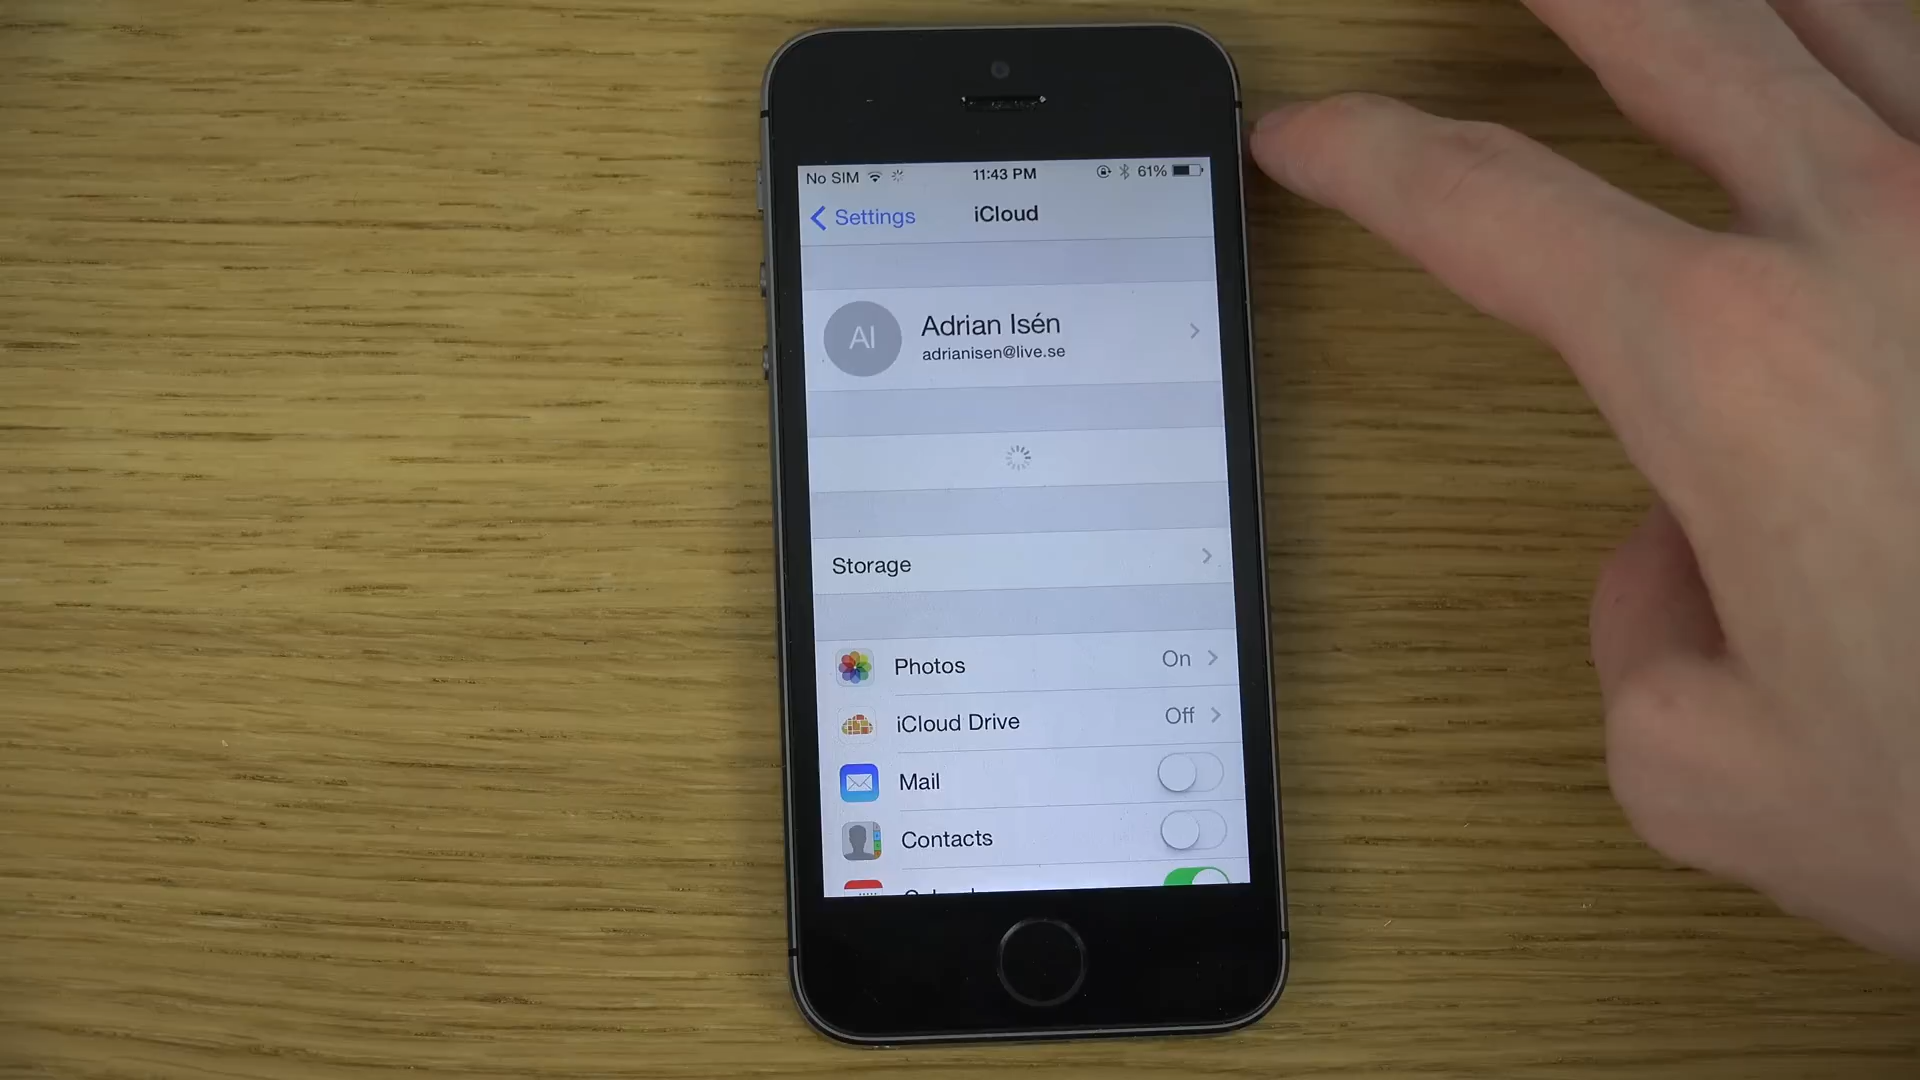 No SIM 11:43 PM 61%
Settings iCloud
AI
Adrian Isén
adrianisen@live.se
Storage
Photos On
iCloud Drive Off
Mail
Contacts